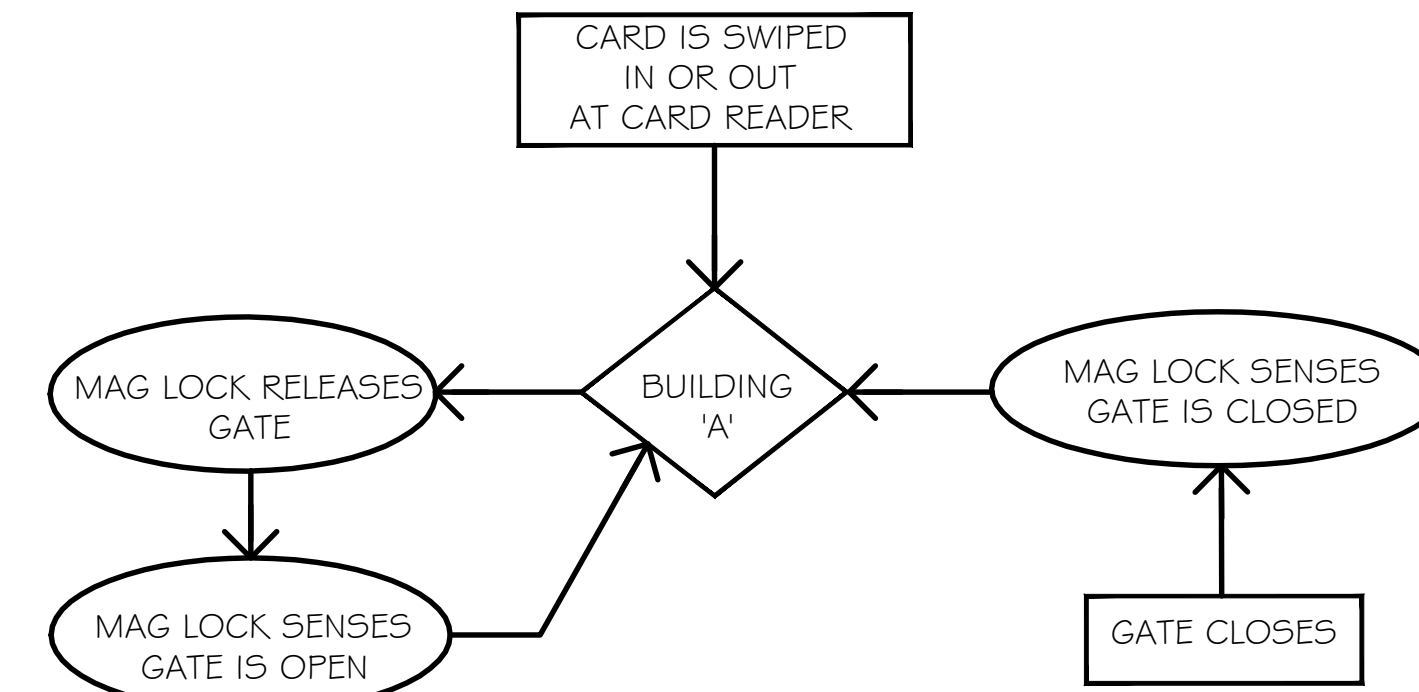 CARD IS SWIPED
IN OR OUT
AT CARD READER
MAG LOCK RELEASES
GATE
BUILDING
'A'
MAG LOCK SENSES
GATE IS CLOSED
MAG LOCK SENSES
GATE IS OPEN
GATE CLOSES